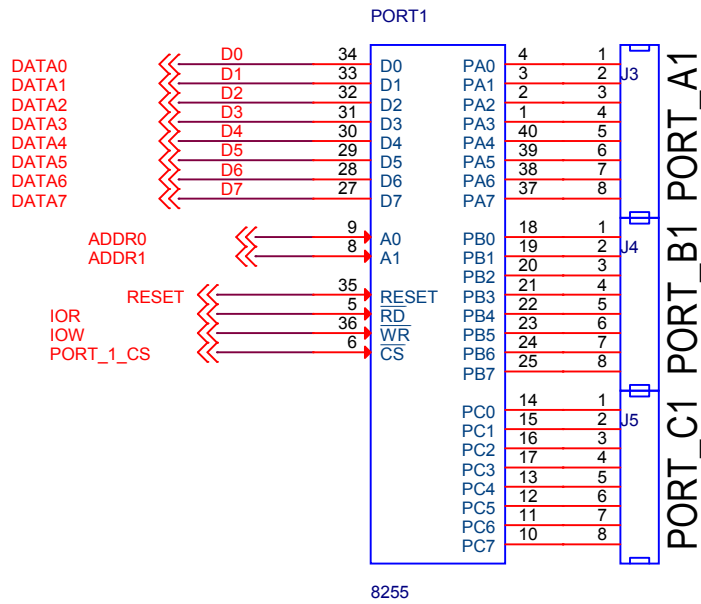 PORT1
DATA0 D0 34 D0 PA0 4 1
DATA1 D1 33 D1 PA1 3 2 J3
DATA2 D2 32 D2 PA2 2 3
DATA3 D3 31 D3 PA3 1 4
DATA4 D4 30 D4 PA4 40 5
DATA5 D5 29 D5 PA5 39 6
DATA6 D6 28 D6 PA6 38 7
DATA7 D7 27 D7 PA7 37 8
PORT_A1
ADDR0 9 A0 PB0 18 1
ADDR1 8 A1 PB1 19 2 J4
PB2 20 3
RESET 35 RESET PB3 21 4
IOR 5 RD PB4 22 5
IOW 36 WR PB5 23 6
PORT_1_CS 6 CS PB6 24 7
PB7 25 8
PORT_B1
PC0 14 1
PC1 15 2 J5
PC2 16 3
PC3 17 4
PC4 13 5
PC5 12 6
PC6 11 7
PC7 10 8
PORT_C1
8255